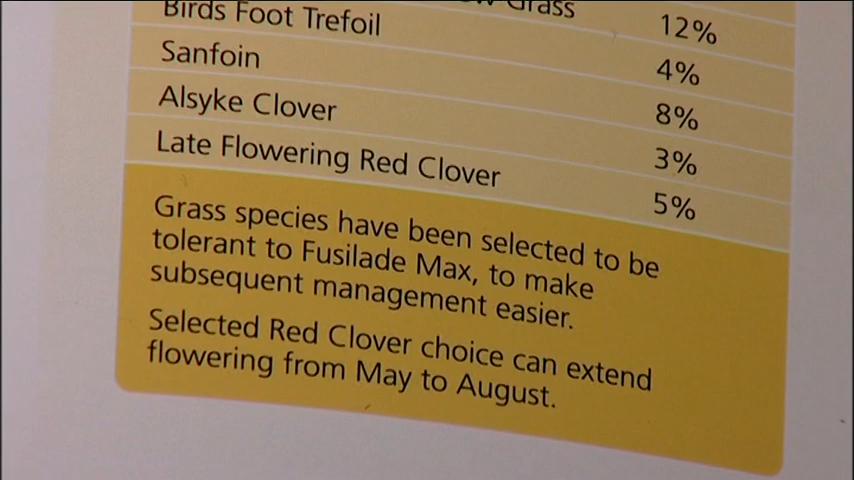 Grass 12%
Birds Foot Trefoil 4%
Sanfoin 8%
Alsyke Clover 3%
Late Flowering Red Clover 5%
Grass species have been selected to be
tolerant to Fusilade Max, to make
subsequent management easier.
Selected Red Clover choice can extend
flowering from May to August.